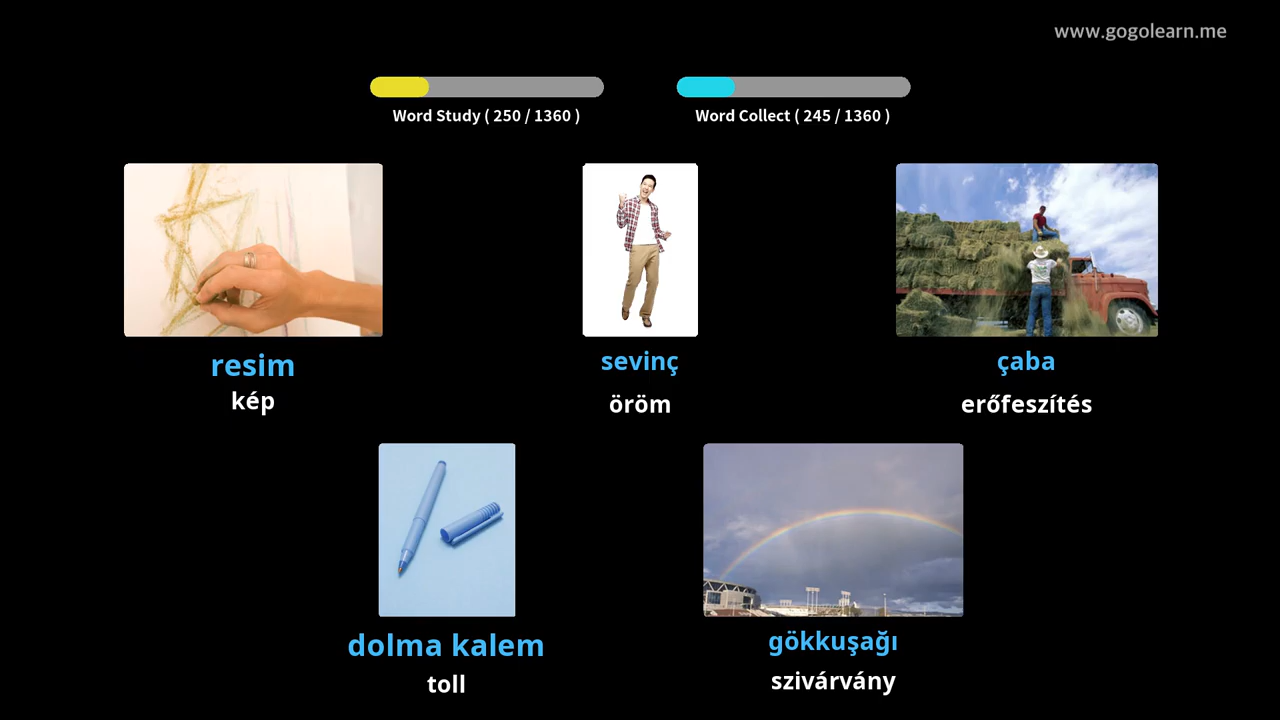 www.gogolearn.me
Word Study ( 250 / 1360 )
Word Collect ( 245 / 1360 )
resim
kép
sevinç
öröm
çaba
erőfeszítés
dolma kalem
toll
gökkuşağı
szivárvány